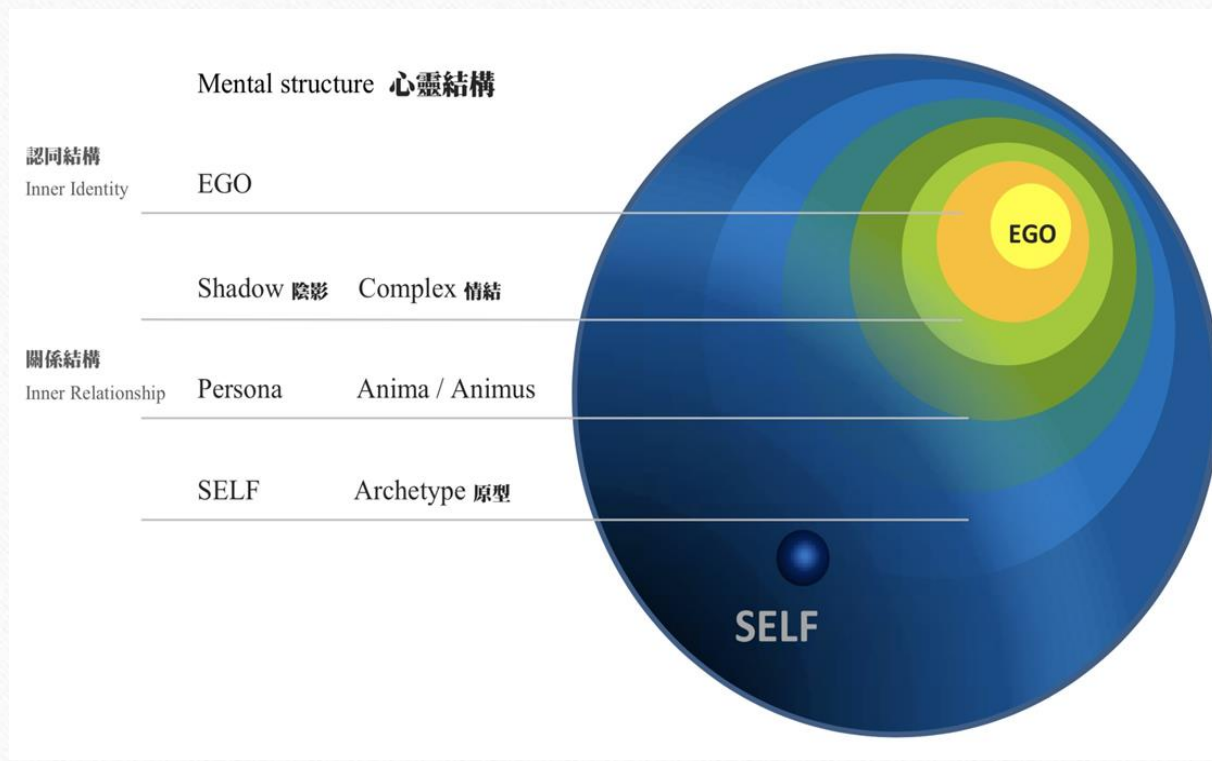 Mental structure 心靈結構
認同結構
Inner Identity
EGO
Shadow 陰影 Complex 情結
關係結構
Inner Relationship
Persona Anima / Animus
SELF Archetype 原型
EGO
SELF